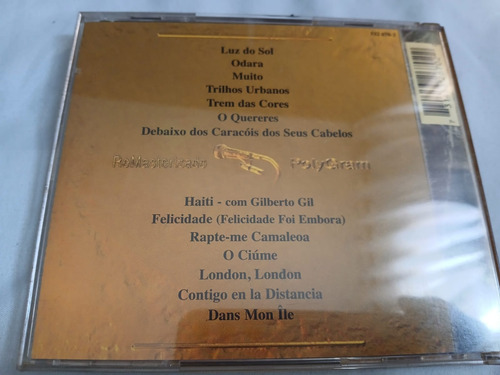 Luz do Sol
Odara
Muito
Trilhos Urbanos
Trem das Cores
O Quereres
Debaixo dos Caracóis dos Seus Cabelos
PolyGram
Haiti - com Gilberto Gil
Felicidade (Felicidade Foi Embora)
Rapte-me Camaleoa
O Ciúme
London, London
Contigo en la Distancia
Dans Mon Île